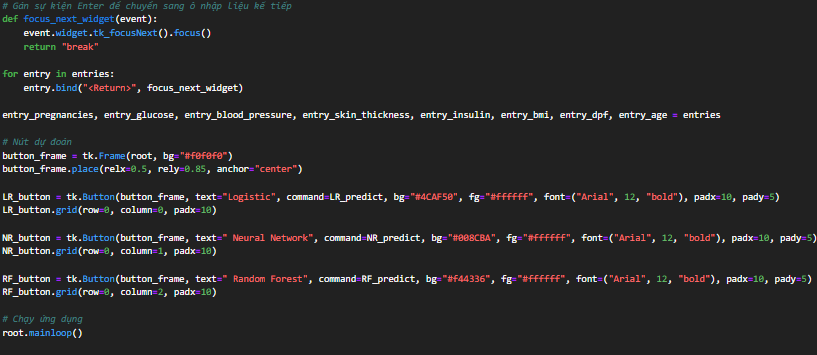 # Gán sự kiện Enter để chuyển sang ô nhập liệu kế tiếp
def focus_next_widget(event):
    event.widget.tk_focusNext().focus()
    return "break"

for entry in entries:
    entry.bind("<Return>", focus_next_widget)

entry_pregnancies, entry_glucose, entry_blood_pressure, entry_skin_thickness, entry_insulin, entry_bmi, entry_dpf, entry_age = entries

# Nút dự đoán
button_frame = tk.Frame(root, bg="#f0f0f0")
button_frame.place(relx=0.5, rely=0.85, anchor="center")

LR_button = tk.Button(button_frame, text="Logistic", command=LR_predict, bg="#4CAF50", fg="#ffffff", font=("Arial", 12, "bold"), padx=10, pady=5)
LR_button.grid(row=0, column=0, padx=10)

NR_button = tk.Button(button_frame, text=" Neural Network", command=NR_predict, bg="#008CBA", fg="#ffffff", font=("Arial", 12, "bold"), padx=10, pady=5)
NR_button.grid(row=0, column=1, padx=10)

RF_button = tk.Button(button_frame, text=" Random Forest", command=RF_predict, bg="#f44336", fg="#ffffff", font=("Arial", 12, "bold"), padx=10, pady=5)
RF_button.grid(row=0, column=2, padx=10)

# Chạy ứng dụng
root.mainloop()